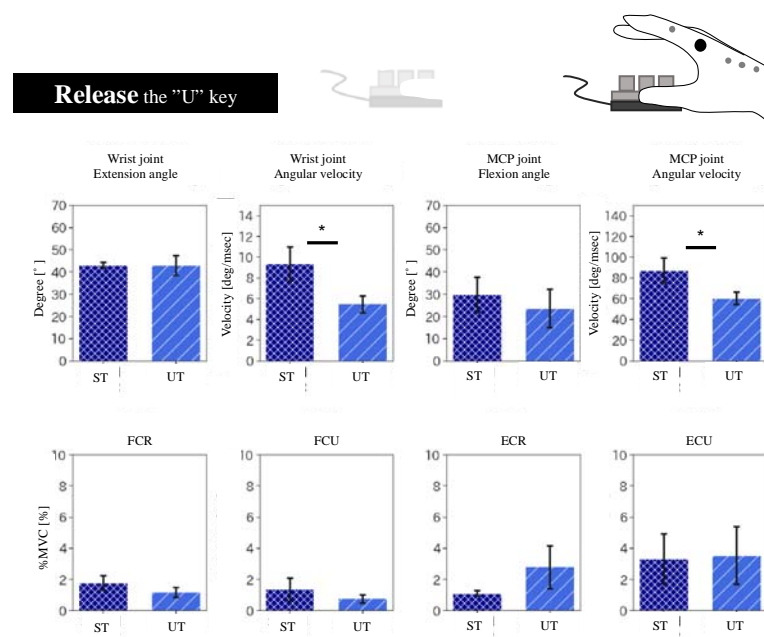 Release the ”U” key
Wrist joint
Extension angle
Wrist joint
Angular velocity
MCP joint
Flexion angle
MCP joint
Angular velocity
Degree [˚]
70
60
50
40
30
20
10
0
ST
UT
Velocity [deg/msec]
14
12
10
8
6
4
2
0
*
ST
UT
Degree [˚]
70
60
50
40
30
20
10
0
ST
UT
Velocity [deg/msec]
140
120
100
80
60
40
20
0
*
ST
UT
FCR
FCU
ECR
ECU
%MVC [%]
10
8
6
4
2
0
ST
UT
10
8
6
4
2
0
ST
UT
10
8
6
4
2
0
ST
UT
10
8
6
4
2
0
ST
UT